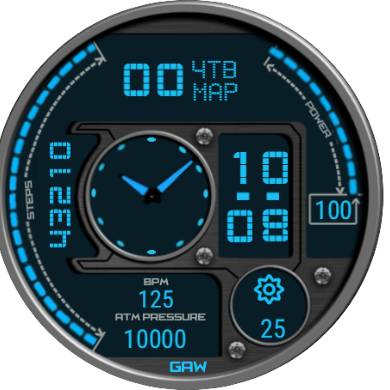 00 ЧТВ
МАР
POWER
STEPS
43210
10
08
100
BPM
125
ATM PRESSURE
10000
25
GAW